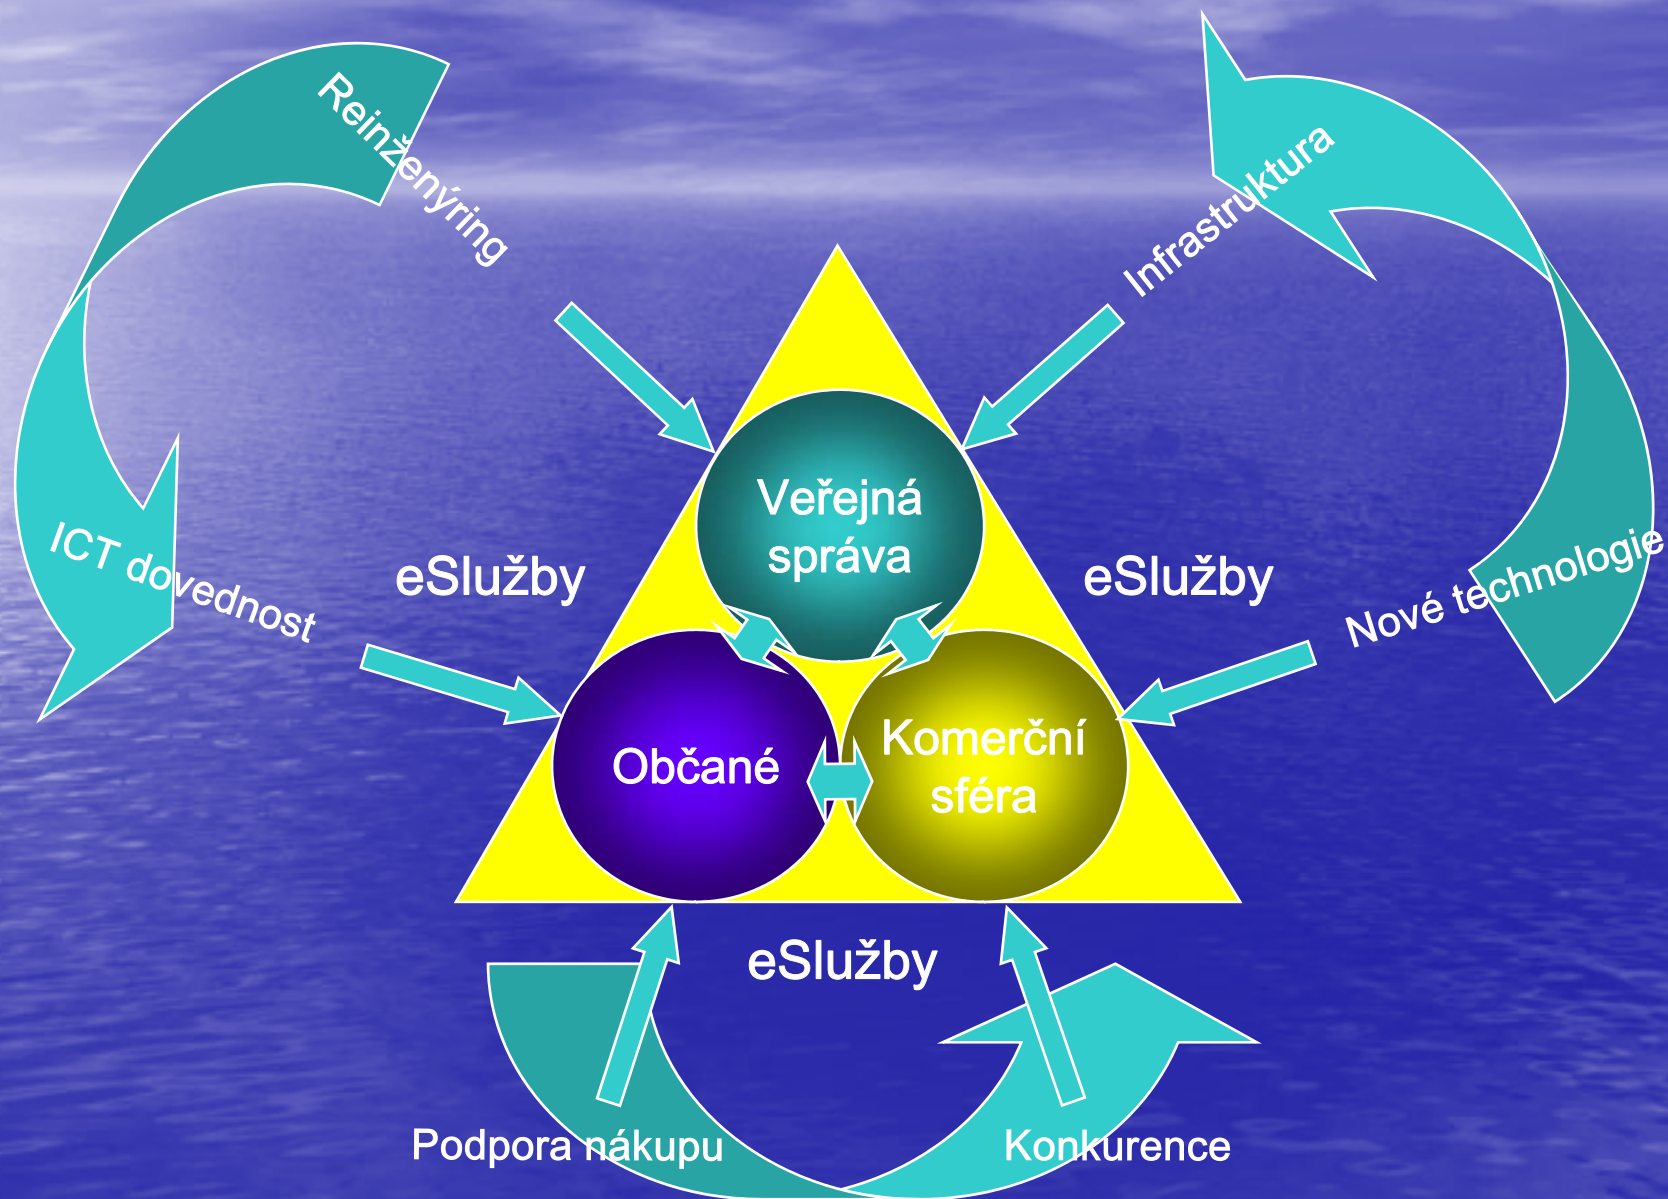 Reinženýring
Infrastruktura
Veřejná
správa
ICT dovednost
eSlužby
eSlužby
Nové technologie
Občané
Komerční
sféra
eSlužby
Podpora nákupu
Konkurence